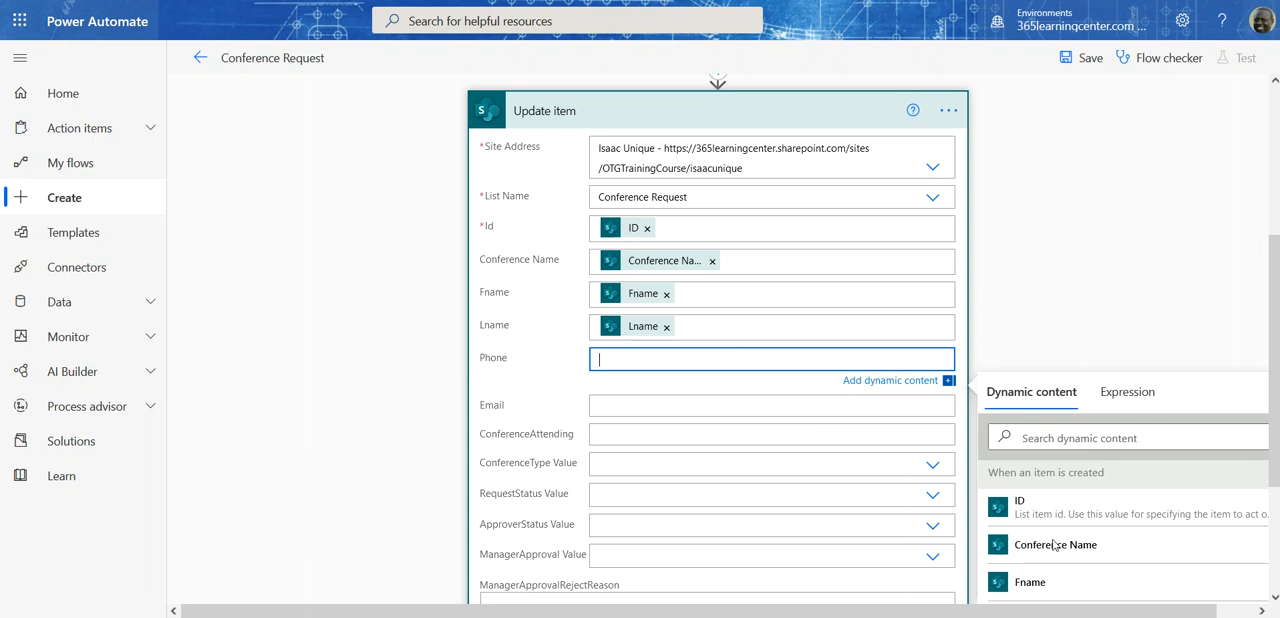 Power Automate
Search for helpful resources
Environments
365learningcenter.com ...
?
Conference Request
Save
Flow checker
Test
Home
Action items
My flows
Create
Templates
Connectors
Data
Monitor
AI Builder
Process advisor
Solutions
Learn
S
Update item
?
...
*Site Address
Isaac Unique - https://365learningcenter.sharepoint.com/sites
/OTGTrainingCourse/isaacunique
*List Name
Conference Request
*Id
ID ×
Conference Name
Conference Na... ×
Fname
Fname ×
Lname
Lname ×
Phone
Add dynamic content
Email
ConferenceAttending
ConferenceType Value
RequestStatus Value
ApproverStatus Value
ManagerApproval Value
ManagerApprovalRejectReason
Dynamic content
Expression
Search dynamic content
When an item is created
ID
List item id. Use this value for specifying the item to act o.
Conference Name
Fname